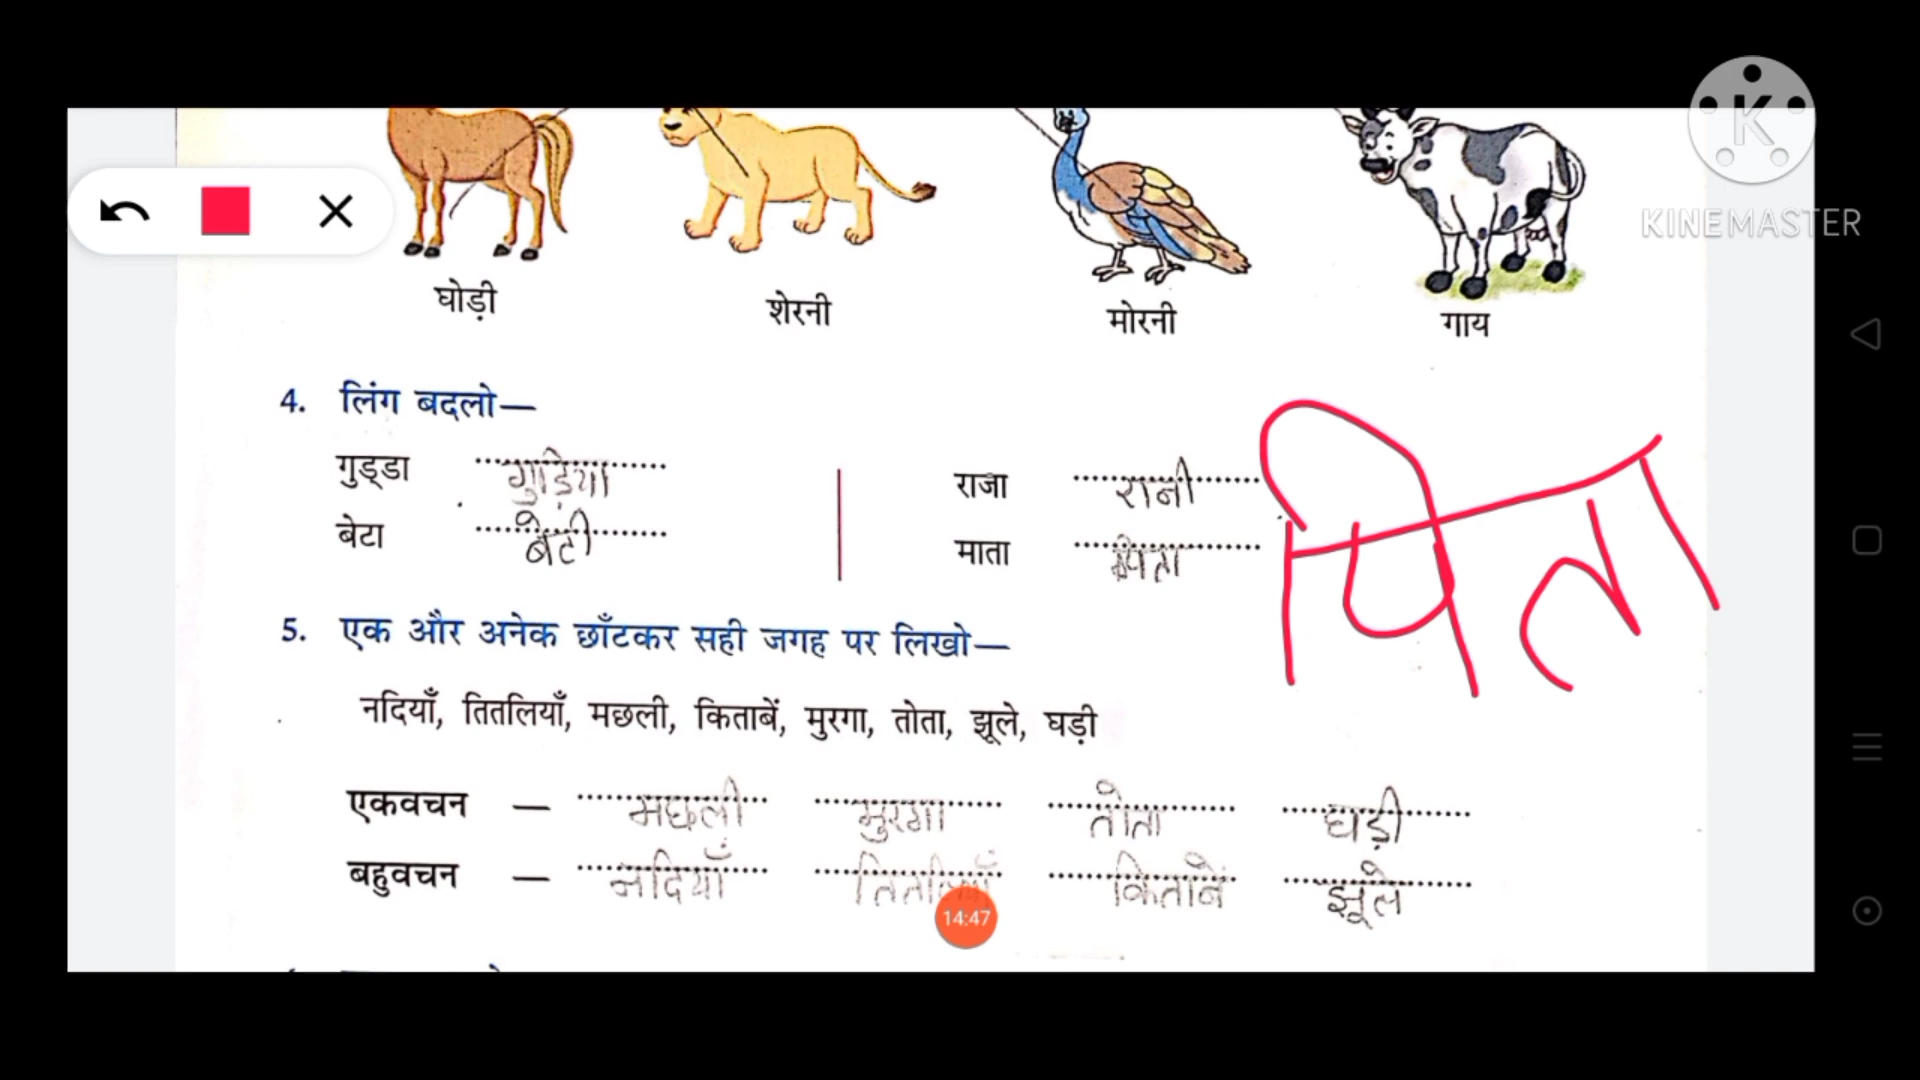 K
KINEMASTER
घोड़ी शेरनी मोरनी गाय
4. लिंग बदलो—
गुड्डा गुड़िया राजा रानी
बेटा बेटी माता पिता
पिता
5. एक और अनेक छाँटकर सही जगह पर लिखो—
नदियाँ, तितलियाँ, मछली, किताबें, मुरगा, तोता, झूले, घड़ी
एकवचन — मछली मुरगा तोता घड़ी
बहुवचन — नदियाँ तितलियाँ किताबें झूले
14:47